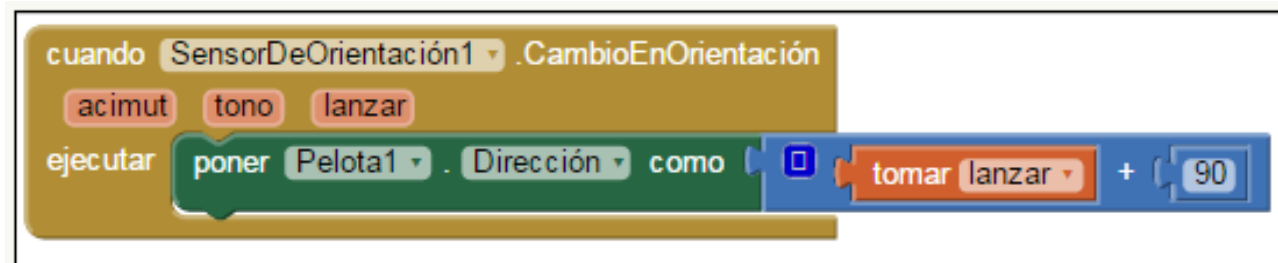 cuando SensorDeOrientación1 .CambioEnOrientación
acimut tono lanzar
ejecutar poner Pelota1 . Dirección como tomar lanzar + 90